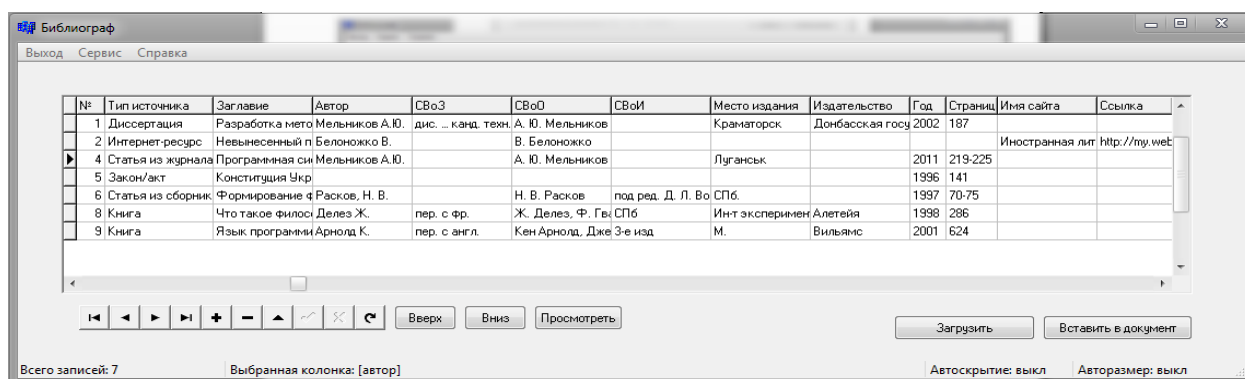 Библиограф
Выход Сервис Справка
№ Тип источника Заглавие Автор СВоЗ СВоО СВоИ Место издания Издательство Год Страниц Имя сайта Ссылка
1 Диссертация Разработка мето Мельников А.Ю. дис. ... канд. техн. А. Ю. Мельников Краматорск Донбасская госу 2002 187
2 Интернет-ресурс Невынесенный п Белоножко В. В. Белоножко Иностранная лит http://my.web
4 Статья из журнала Программная си Мельников А.Ю. А. Ю. Мельников Луганськ 2011 219-225
5 Закон/акт Конституция Укр 1996 141
6 Статья из сборник Формирование ф Расков, Н. В. Н. В. Расков под ред. Д. Л. Во СПб. 1997 70-75
8 Книга Что такое филос Делез Ж. пер. с фр. Ж. Делез, Ф. Гва СПб Ин-т эксперимен Алетейя 1998 286
9 Книга Язык программи Арнолд К. пер. с англ. Кен Арнолд, Дже 3-е изд М. Вильямс 2001 624
Вверх Вниз Просмотреть
Загрузить Вставить в документ
Всего записей: 7 Выбранная колонка: [автор] Автоскрытие: выкл Авторазмер: выкл